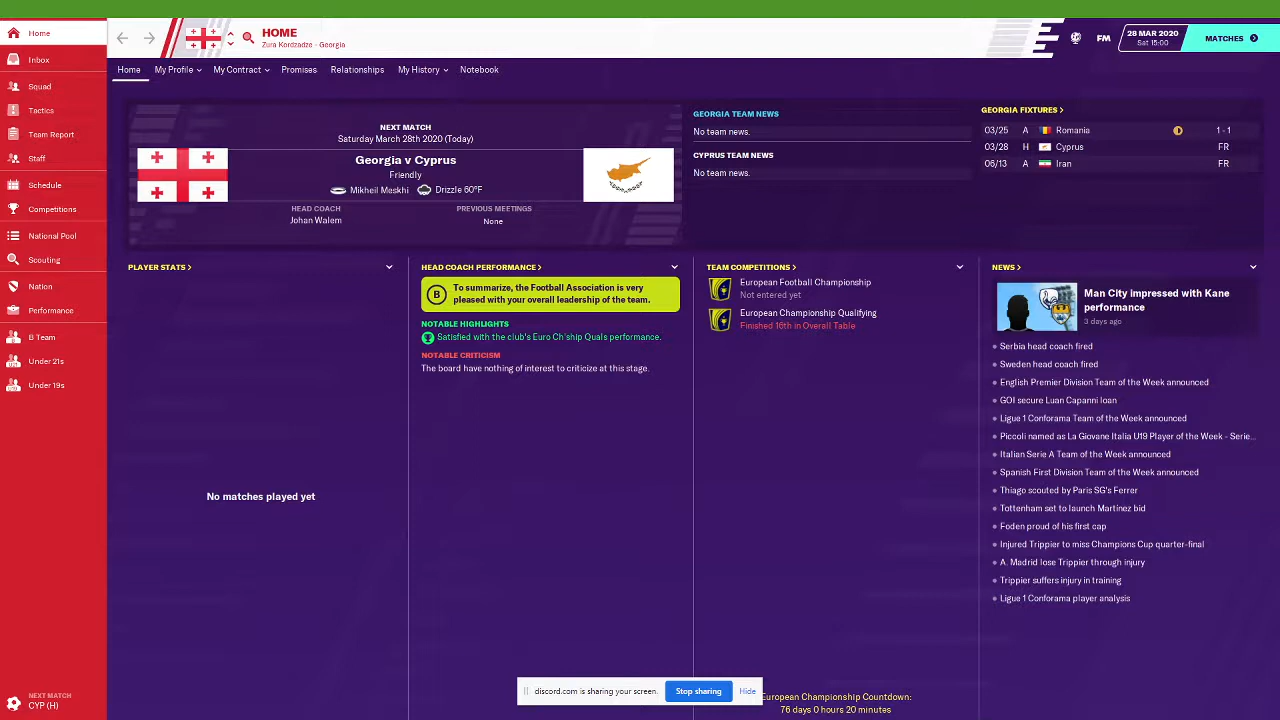 Home
Inbox
Squad
Tactics
Team Report
Staff
Schedule
Competitions
National Pool
Scouting
Nation
Performance
B Team
Under 21s
Under 19s
NEXT MATCH
CYP (H)
HOME
Zura Kordzadze - Georgia
FM
28 MAR 2020
Sat 15:00
MATCHES
Home My Profile My Contract Promises Relationships My History Notebook
NEXT MATCH
Saturday March 28th 2020 (Today)
Georgia v Cyprus
Friendly
Mikheil Meskhi Drizzle 60°F
HEAD COACH PREVIOUS MEETINGS
Johan Walem None
GEORGIA TEAM NEWS
No team news.
CYPRUS TEAM NEWS
No team news.
GEORGIA FIXTURES >
03/25 A Romania 1 - 1
03/28 H Cyprus FR
06/13 A Iran FR
PLAYER STATS >
No matches played yet
HEAD COACH PERFORMANCE >
B
To summarize, the Football Association is very
pleased with your overall leadership of the team.
NOTABLE HIGHLIGHTS
Satisfied with the club's Euro Ch'ship Quals performance.
NOTABLE CRITICISM
The board have nothing of interest to criticize at this stage.
TEAM COMPETITIONS >
European Football Championship
Not entered yet
European Championship Qualifying
Finished 16th in Overall Table
European Championship Countdown:
76 days 0 hours 20 minutes
NEWS >
Man City impressed with Kane
performance
3 days ago
Serbia head coach fired
Sweden head coach fired
English Premier Division Team of the Week announced
GOI secure Luan Capanni loan
Ligue 1 Conforama Team of the Week announced
Piccoli named as La Giovane Italia U19 Player of the Week - Serie...
Italian Serie A Team of the Week announced
Spanish First Division Team of the Week announced
Thiago scouted by Paris SG's Ferrer
Tottenham set to launch Martínez bid
Foden proud of his first cap
Injured Trippier to miss Champions Cup quarter-final
A. Madrid lose Trippier through injury
Trippier suffers injury in training
Ligue 1 Conforama player analysis
discord.com is sharing your screen. Stop sharing Hide